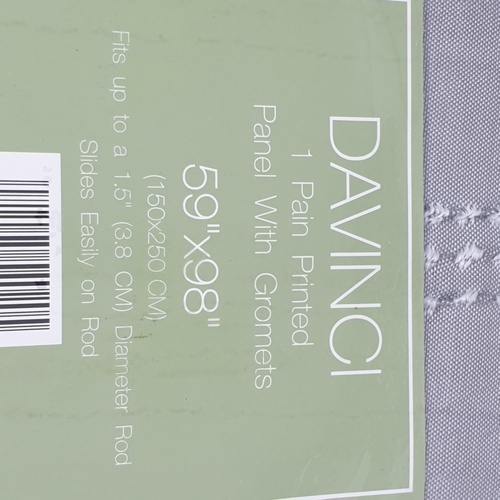 DAVINCI
1 Pain Printed
Panel With Gromets
59"x98"
(150x250 CM)
Fits up to a 1.5" (3.8 CM) Diameter Rod
Slides Easily on Rod